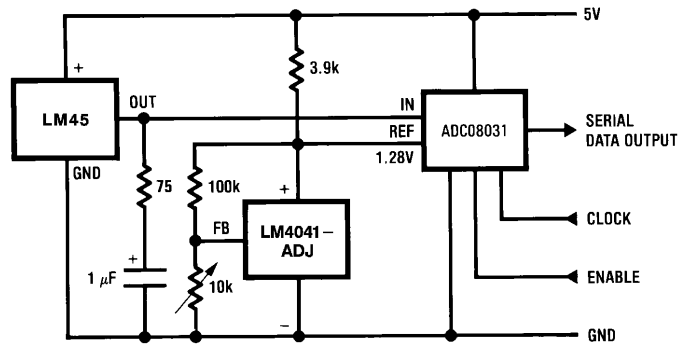 5V
+
3.9k
LM45
OUT
IN
ADC08031
SERIAL
DATA OUTPUT
REF
1.28V
GND
75
100k
+
LM4041–
ADJ
FB
CLOCK
+
1 µF
10k
ENABLE
–
GND